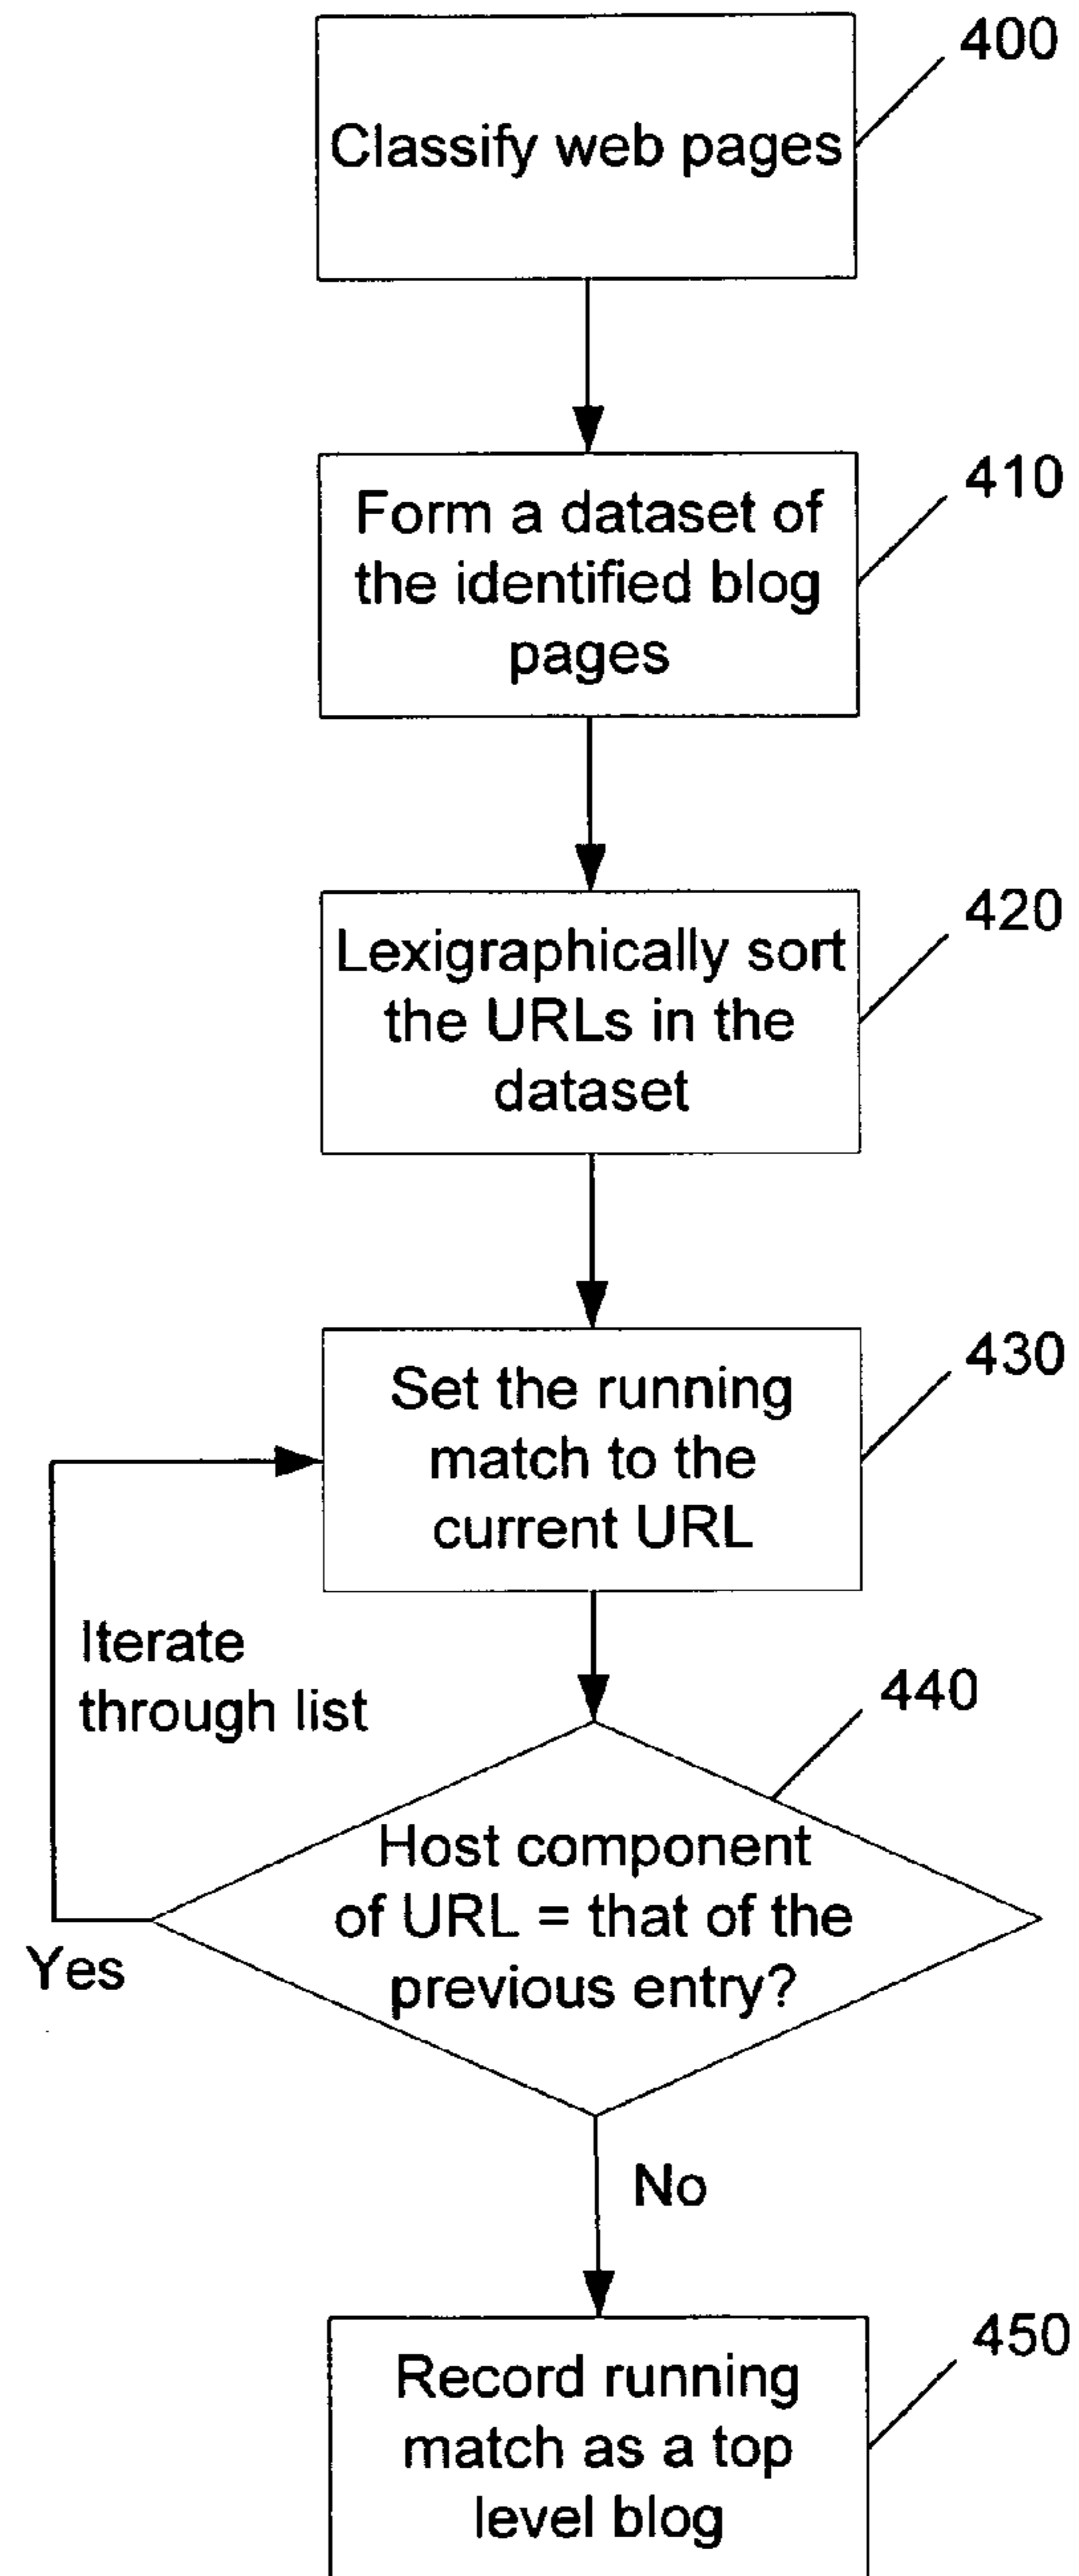 400
Classify web pages
410
Form a dataset of
the identified blog
pages
420
Lexigraphically sort
the URLs in the
dataset
430
Set the running
match to the
current URL
Iterate
through list
440
Host component
of URL = that of the
previous entry?
Yes
No
450
Record running
match as a top
level blog